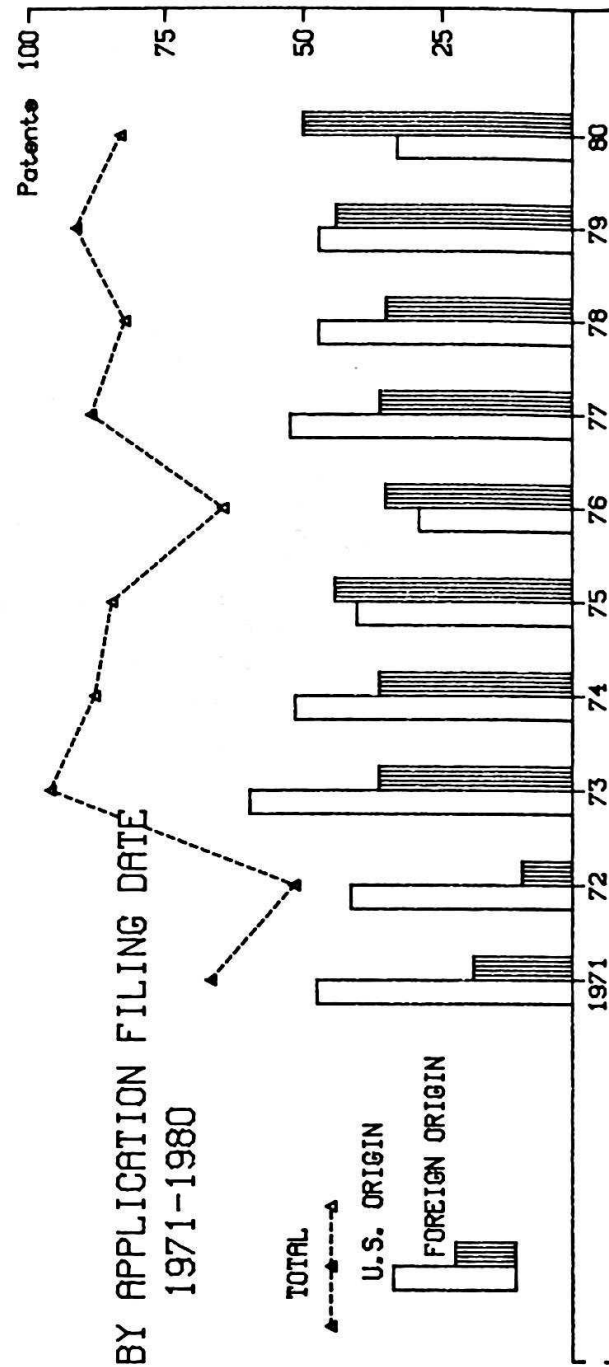 BY APPLICATION FILING DATE
1971-1980
TOTAL
U.S. ORIGIN
FOREIGN ORIGIN
Patents 100
75
50
25
1971 72 73 74 75 76 77 78 79 80